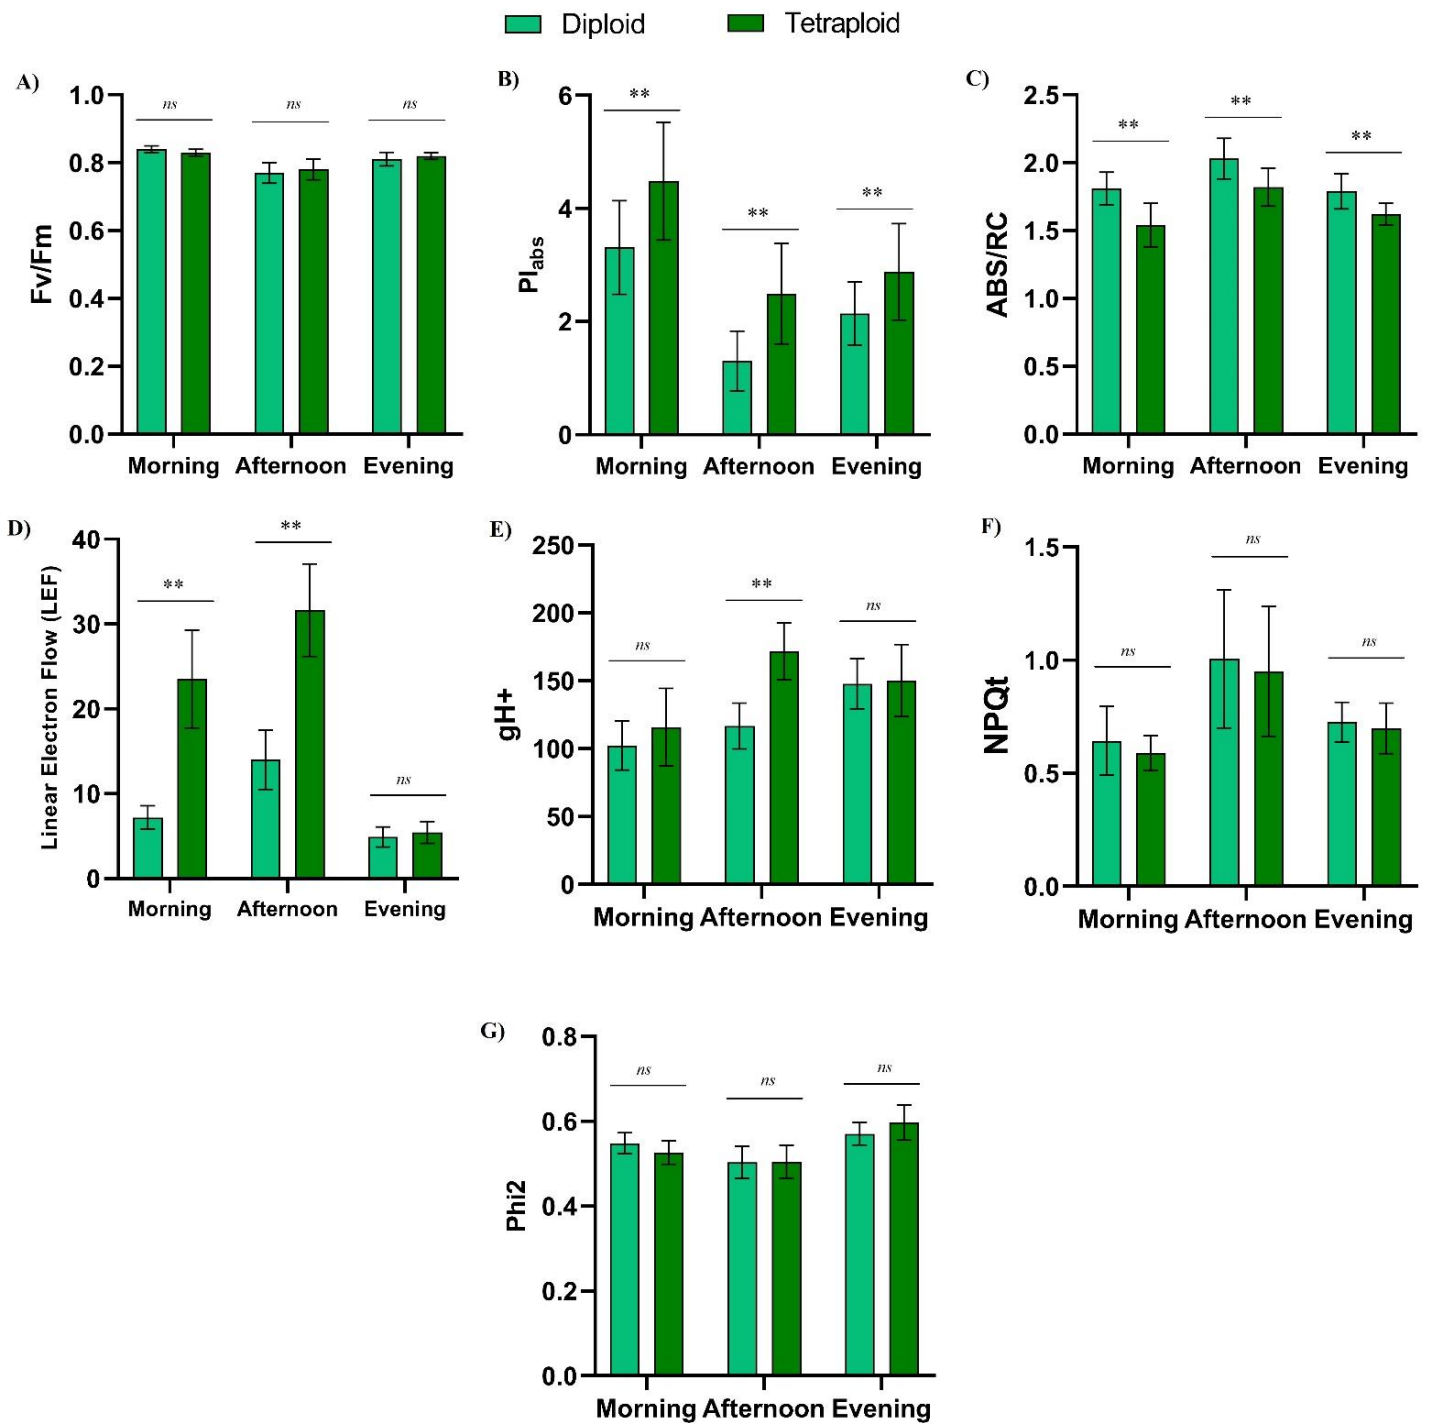 Diploid Tetraploid
A)
Fv/Fm
1.0
0.8
0.6
0.4
0.2
0.0
ns ns ns
Morning Afternoon Evening
B)
PIabs
6
4
2
0
** ** **
Morning Afternoon Evening
C)
ABS/RC
2.5
2.0
1.5
1.0
0.5
0.0
** ** **
Morning Afternoon Evening
D)
Linear Electron Flow (LEF)
40
30
20
10
0
** ** ns
Morning Afternoon Evening
E)
gH+
250
200
150
100
50
0
ns ** ns
Morning Afternoon Evening
F)
NPQt
1.5
1.0
0.5
0.0
ns ns ns
Morning Afternoon Evening
G)
Phi2
0.8
0.6
0.4
0.2
0.0
ns ns ns
Morning Afternoon Evening